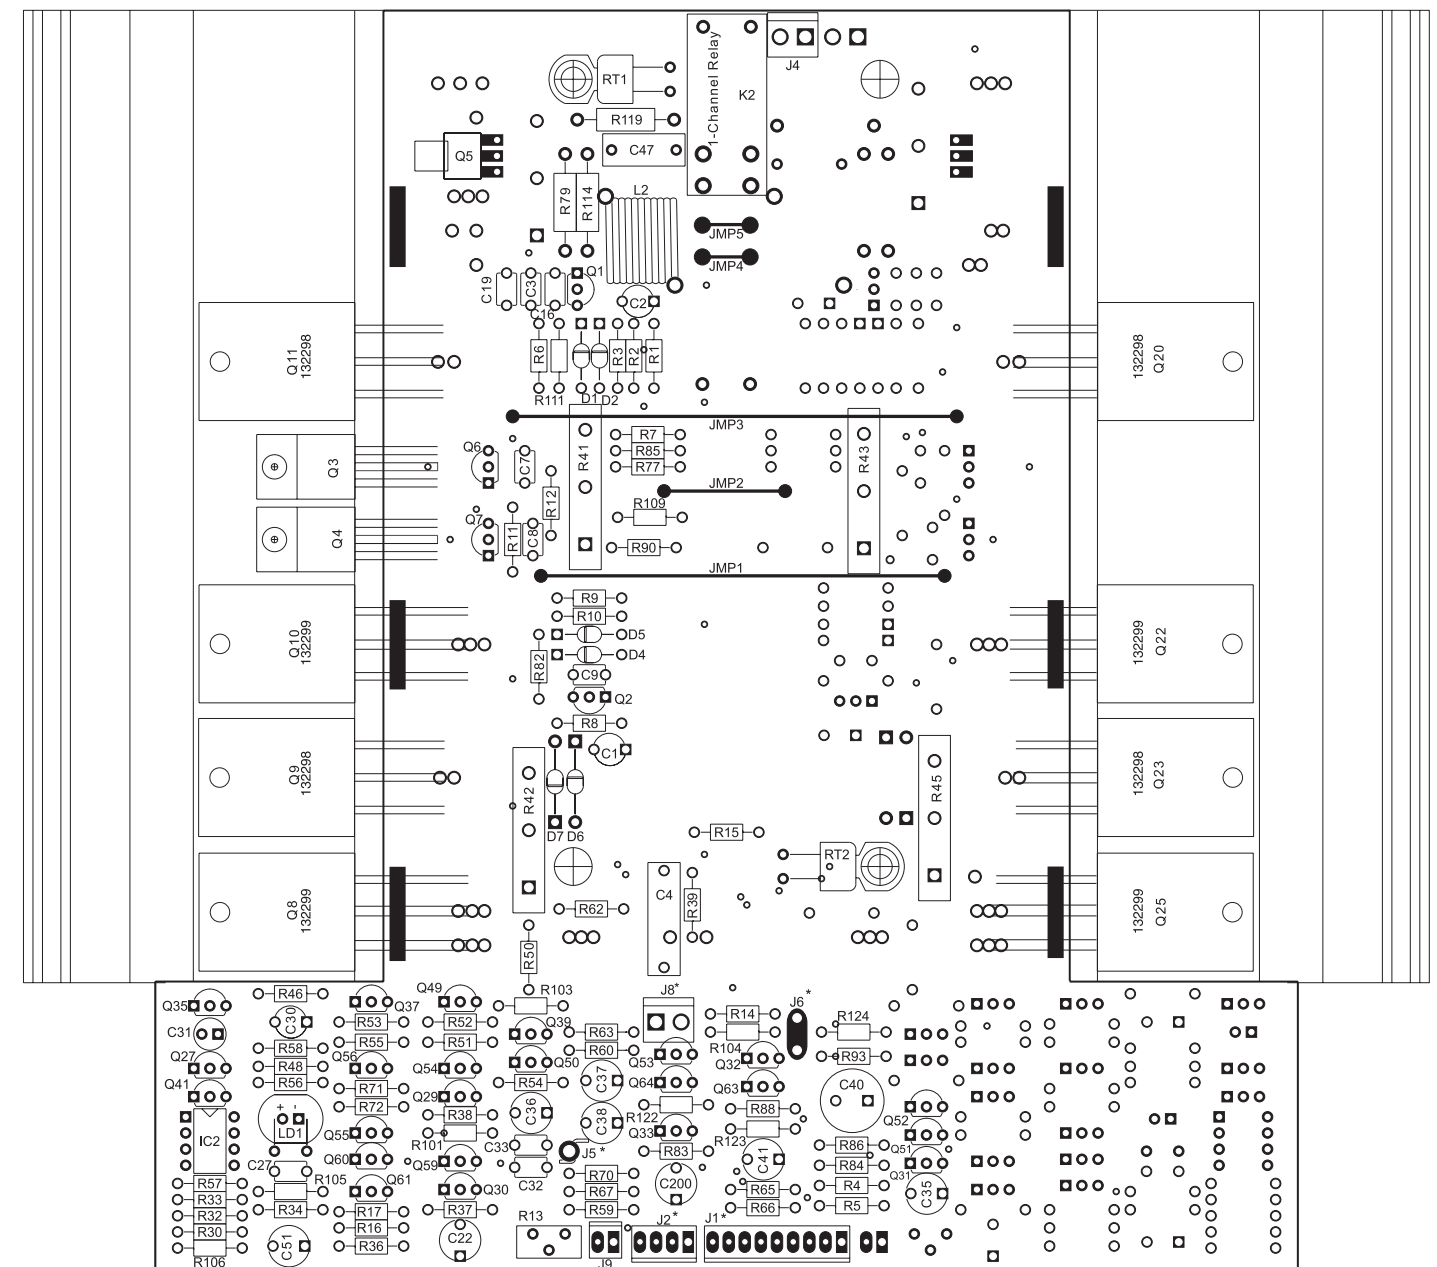 1-Channel Relay
K2
J4
RT1
R119
C47
Q5
L2
R79
R114
JMP5
JMP4
Q1
C19
C3
C16
C2
R6
R3
R2
R1
R111
D1
D2
Q11
132298
132298
Q20
JMP3
R7
R85
R77
R41
R43
Q6
C7
Q3
JMP2
R12
R109
Q7
R11
C8
Q4
R90
JMP1
R9
R10
D5
D4
R82
C9
Q2
Q10
132299
132299
Q22
R8
C1
R42
D7
D6
Q9
132298
132298
Q23
R45
R15
RT2
C4
R39
R62
R50
Q8
132299
132299
Q25
Q35
R46
Q37
Q49
R103
J8*
R14
J6*
R124
C31
C30
R53
R52
Q39
R63
R104
R93
Q27
R58
R55
R51
R60
Q53
Q32
Q56
R48
Q54
Q50
Q41
R56
R71
Q29
R54
C37
Q64
Q63
C40
R72
R38
C36
C38
R122
R88
Q52
+ -
LD1
IC2
Q55
R101
C33
J5*
Q33
R123
R86
Q51
Q60
Q59
C32
R83
C41
R84
Q31
C27
R105
R57
Q61
Q30
R70
C200
R65
R4
C35
R33
R34
R17
R37
R67
R66
R5
R32
R16
R59
R30
C51
R36
C22
R13
J2*
J1*
R106
J9